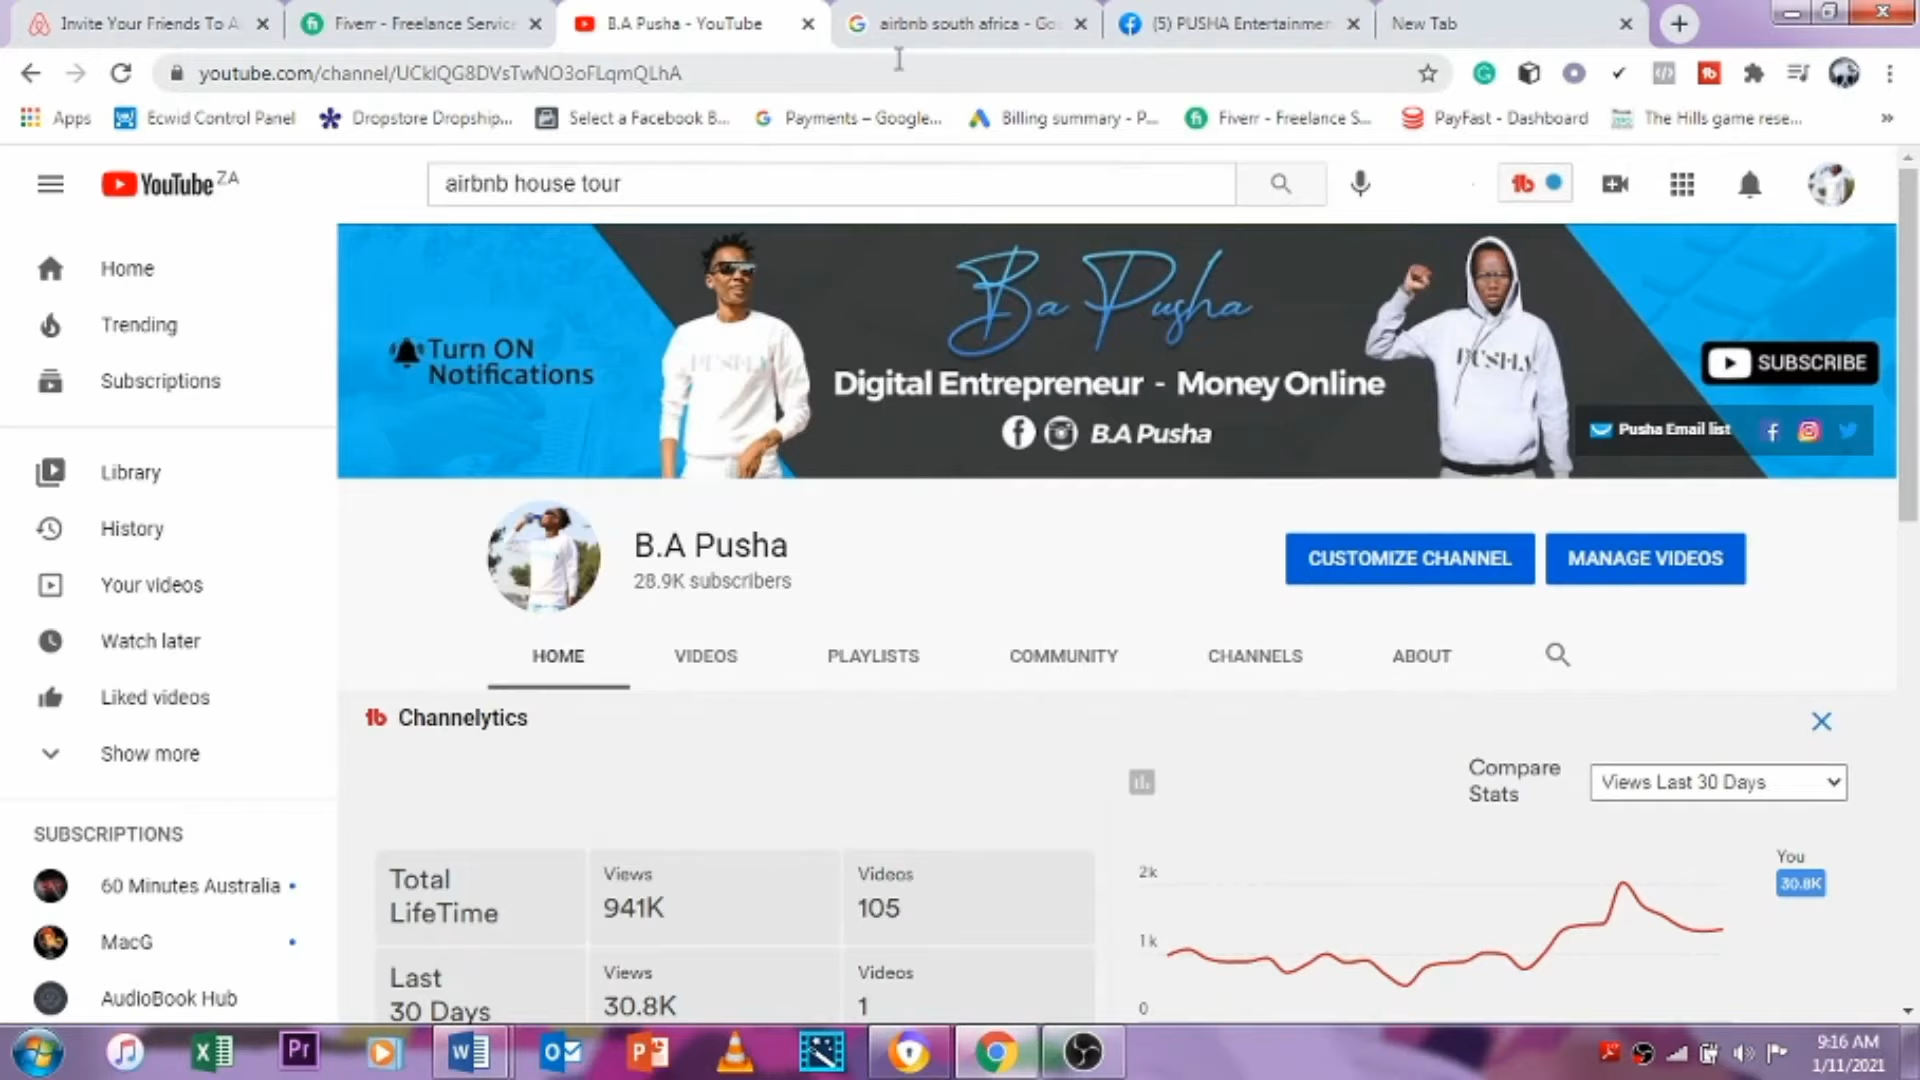 Invite Your Friends To A
Fiverr - Freelance Service
B.A Pusha - YouTube
airbnb south africa - Go
(5) PUSHA Entertainmen
New Tab
youtube.com/channel/UCklQG8DVsTwNO3oFLqmQLhA
Apps
Ecwid Control Panel
Dropstore Dropship...
Select a Facebook B...
Payments – Google...
Billing summary - P...
Fiverr - Freelance S...
PayFast - Dashboard
The Hills game rese...
YouTube ZA
airbnb house tour
Home
Trending
Subscriptions
Library
History
Your videos
Watch later
Liked videos
Show more
SUBSCRIPTIONS
60 Minutes Australia
MacG
AudioBook Hub
Turn ON
Notifications
Ba Pusha
Digital Entrepreneur - Money Online
B.A Pusha
PUSHA
PUSHA
SUBSCRIBE
Pusha Email list
B.A Pusha
28.9K subscribers
CUSTOMIZE CHANNEL
MANAGE VIDEOS
HOME
VIDEOS
PLAYLISTS
COMMUNITY
CHANNELS
ABOUT
Channelytics
Compare
Stats
Views Last 30 Days
Total
LifeTime
Views
941K
Videos
105
Last
30 Days
Views
30.8K
Videos
1
2k
1k
0
You
30.8K
9:16 AM
1/11/2021